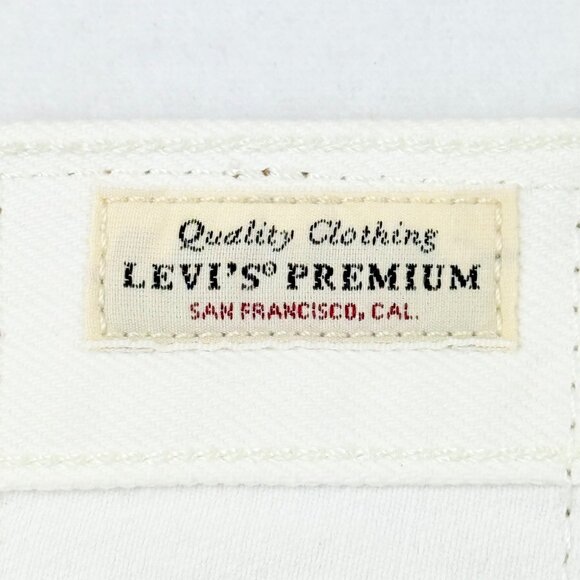 Quality Clothing
LEVI'S® PREMIUM
SAN FRANCISCO, CAL.